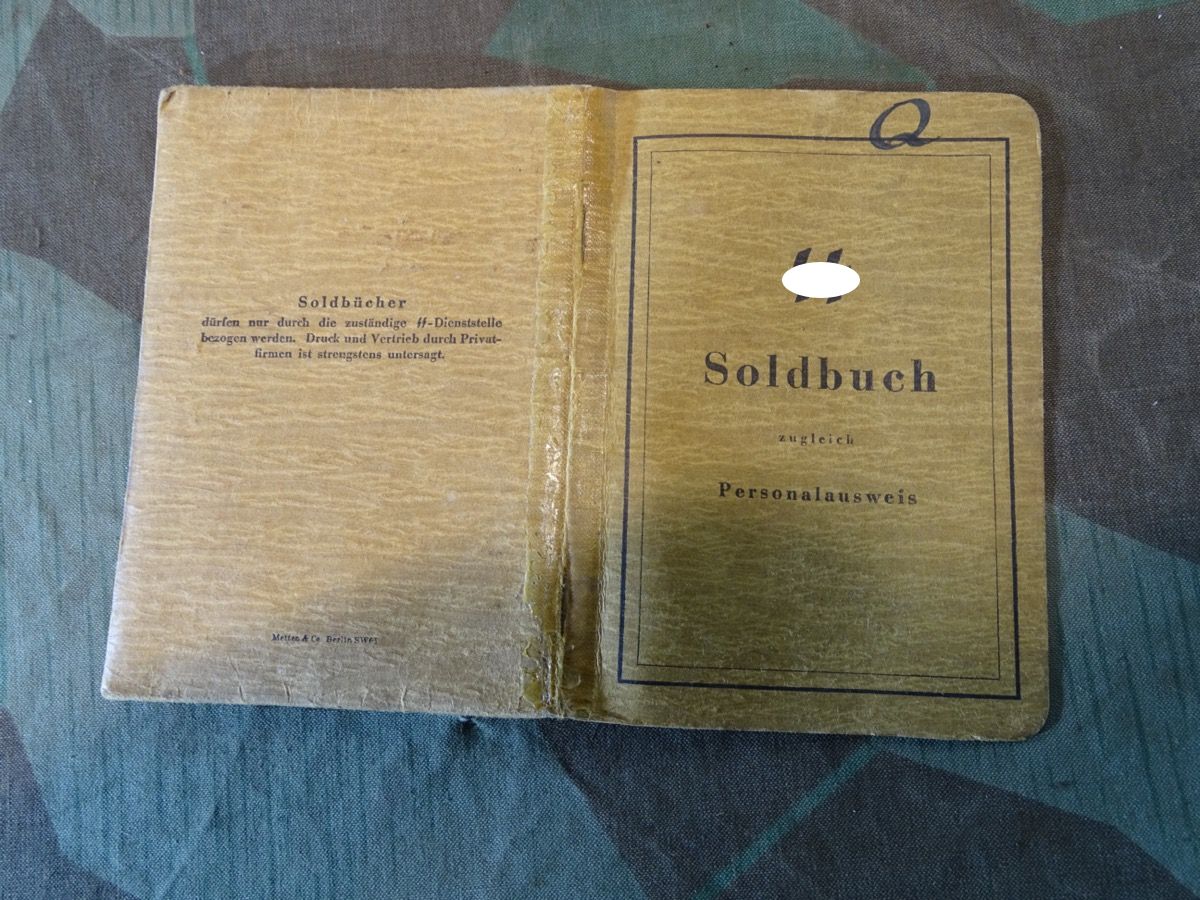 Soldbücher
dürfen nur durch die zuständige ᛋᛋ-Dienststelle
bezogen werden. Druck und Vertrieb durch Privat-
firmen ist strengstens untersagt.
Metten & Co. Berlin SW61
Q
Soldbuch
zugleich
Personalausweis